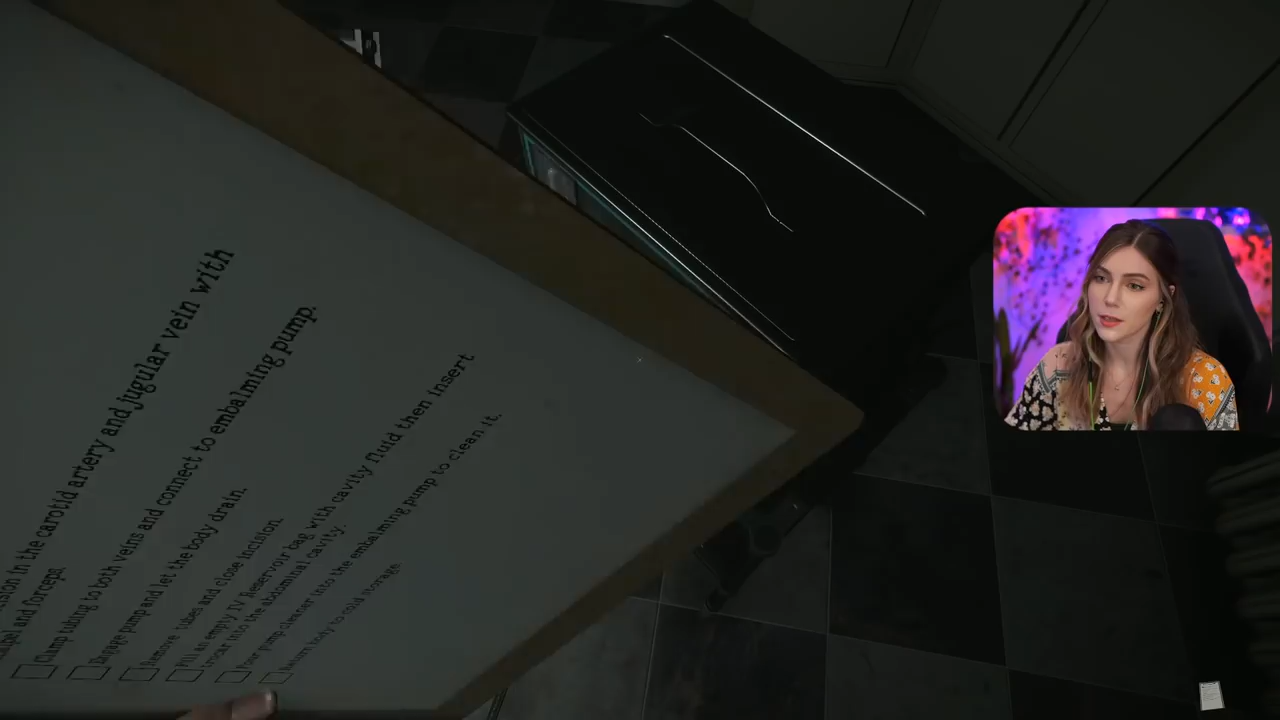 ision in the carotid artery and jugular vein with
lpel and forceps.
Clamp tubing to both veins and connect to embalming pump.
Engage pump and let the body drain.
Remove tubes and close incision.
Fill an empty IV Reservoir bag with cavity fluid then insert
trocar into the abdominal cavity.
Pour pump cleaner into the embalming pump to clean it.
Return body to cold storage